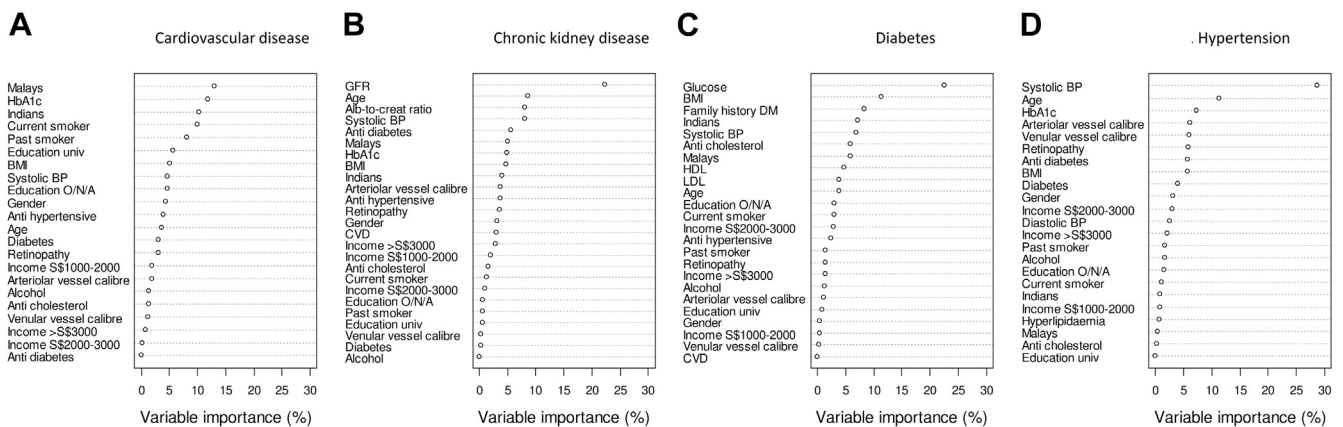 A
Cardiovascular disease
Malays
HbA1c
Indians
Current smoker
Past smoker
Education univ
BMI
Systolic BP
Education O/N/A
Gender
Anti hypertensive
Age
Diabetes
Retinopathy
Income S$1000-2000
Arteriolar vessel calibre
Alcohol
Anti cholesterol
Venular vessel calibre
Income >S$3000
Income S$2000-3000
Anti diabetes
0 5 10 15 20 25 30
Variable importance (%)
B
Chronic kidney disease
GFR
Age
Alb-to-creat ratio
Systolic BP
Anti diabetes
Malays
HbA1c
BMI
Indians
Arteriolar vessel calibre
Anti hypertensive
Retinopathy
Gender
CVD
Income >S$3000
Income S$1000-2000
Anti cholesterol
Current smoker
Income S$2000-3000
Education O/N/A
Past smoker
Education univ
Venular vessel calibre
Diabetes
Alcohol
0 5 10 15 20 25 30
Variable importance (%)
C
Diabetes
Glucose
BMI
Family history DM
Indians
Systolic BP
Anti cholesterol
Malays
HDL
LDL
Age
Education O/N/A
Current smoker
Income S$2000-3000
Anti hypertensive
Past smoker
Retinopathy
Income >S$3000
Alcohol
Arteriolar vessel calibre
Education univ
Gender
Income S$1000-2000
Venular vessel calibre
CVD
0 5 10 15 20 25 30
Variable importance (%)
D
. Hypertension
Systolic BP
Age
HbA1c
Arteriolar vessel calibre
Venular vessel calibre
Retinopathy
Anti diabetes
BMI
Diabetes
Gender
Income S$2000-3000
Diastolic BP
Income >S$3000
Past smoker
Alcohol
Education O/N/A
Current smoker
Indians
Income S$1000-2000
Hyperlipidaemia
Malays
Anti cholesterol
Education univ
0 5 10 15 20 25 30
Variable importance (%)